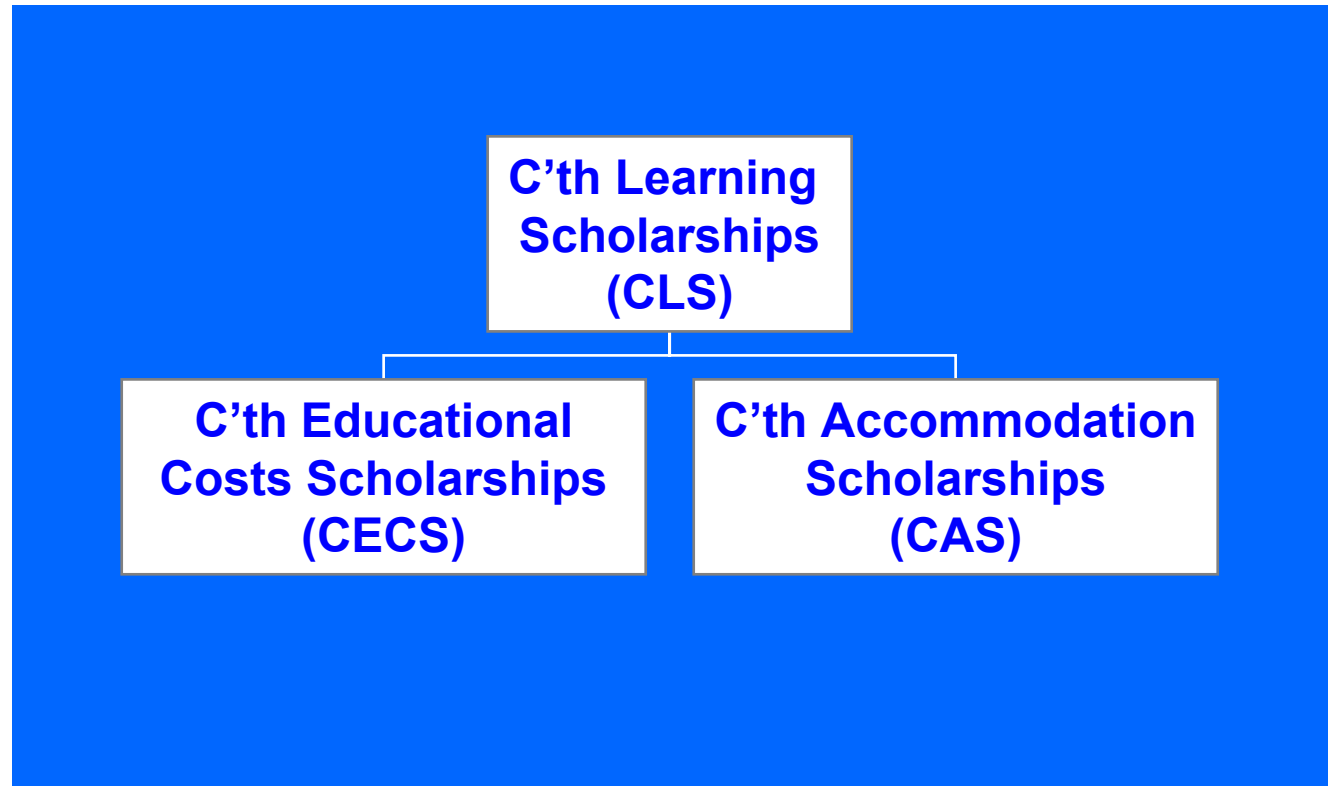 C’th Learning
Scholarships
(CLS)
C’th Educational
Costs Scholarships
(CECS)
C’th Accommodation
Scholarships
(CAS)